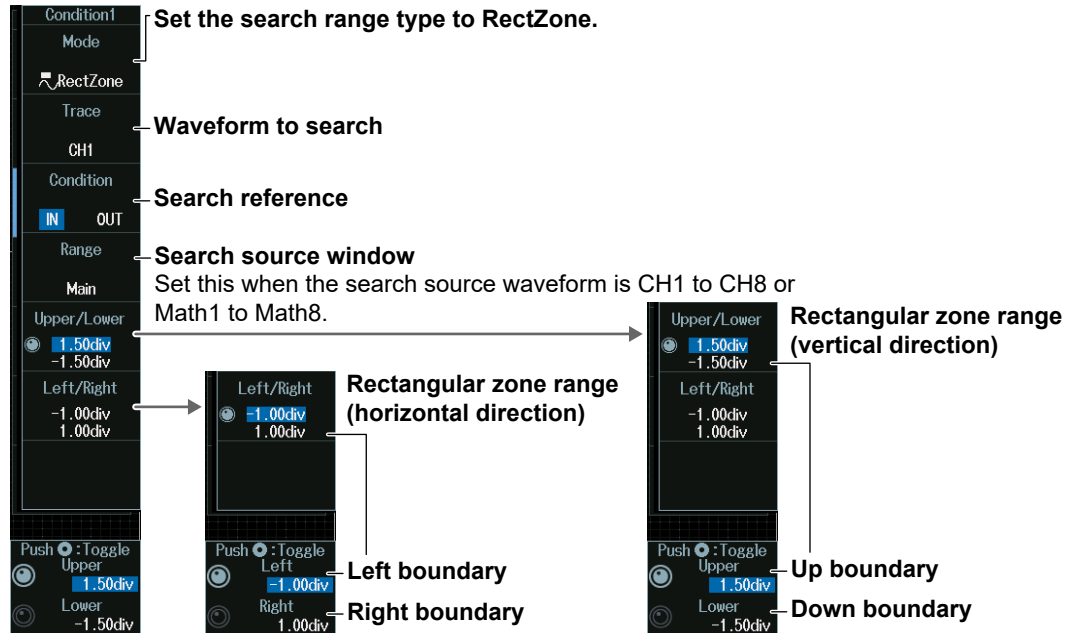 Condition1
Mode
RectZone
Trace
CH1
Condition
IN OUT
Range
Main
Upper/Lower
1.50div
-1.50div
Left/Right
-1.00div
1.00div
Push :Toggle
Upper
1.50div
Lower
-1.50div
Set the search range type to RectZone.
Waveform to search
Search reference
Search source window
Set this when the search source waveform is CH1 to CH8 or
Math1 to Math8.
Left/Right
-1.00div
1.00div
Push :Toggle
Left
-1.00div
Right
1.00div
Rectangular zone range
(horizontal direction)
Left boundary
Right boundary
Upper/Lower
1.50div
-1.50div
Left/Right
-1.00div
1.00div
Push :Toggle
Upper
1.50div
Lower
-1.50div
Rectangular zone range
(vertical direction)
Up boundary
Down boundary